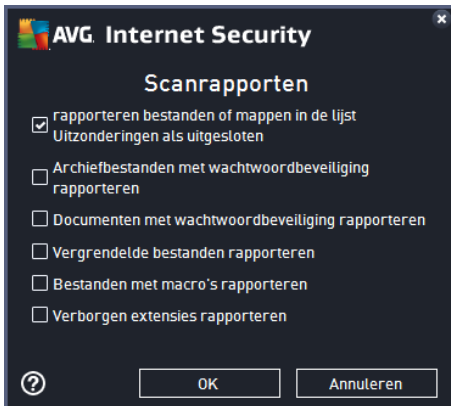 AVG. Internet Security
Scanrapporten
rapporteren bestanden of mappen in de lijst
Uitzonderingen als uitgesloten
Archiefbestanden met wachtwoordbeveiliging
rapporteren
Documenten met wachtwoordbeveiliging rapporteren
Vergrendelde bestanden rapporteren
Bestanden met macro's rapporteren
Verborgen extensies rapporteren
?
OK
Annuleren